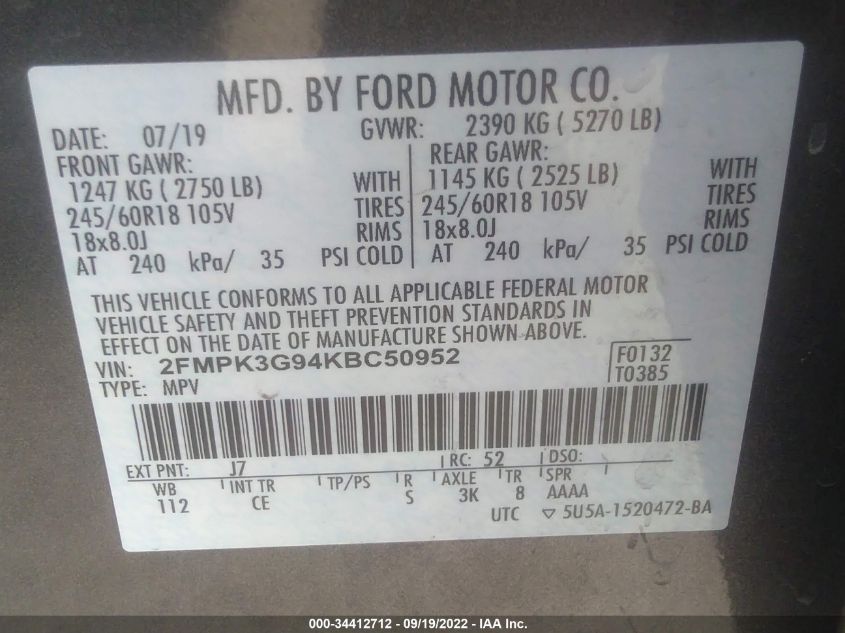 MFD. BY FORD MOTOR CO.
DATE: 07/19 GVWR: 2390 KG ( 5270 LB)
FRONT GAWR: REAR GAWR:
1247 KG ( 2750 LB) WITH 1145 KG ( 2525 LB) WITH
245/60R18 105V TIRES 245/60R18 105V TIRES
18x8.0J RIMS 18x8.0J RIMS
AT 240 kPa/ 35 PSI COLD AT 240 kPa/ 35 PSI COLD
THIS VEHICLE CONFORMS TO ALL APPLICABLE FEDERAL MOTOR
VEHICLE SAFETY AND THEFT PREVENTION STANDARDS IN
EFFECT ON THE DATE OF MANUFACTURE SHOWN ABOVE.
VIN: 2FMPK3G94KBC50952 F0132
TYPE: MPV T0385
EXT PNT: J7 RC: 52 DSO:
WB INT TR TP/PS R AXLE TR SPR
112 CE S 3K 8 AAAA
UTC ▽ 5U5A-1520472-BA
000-34412712 - 09/19/2022 - IAA Inc.